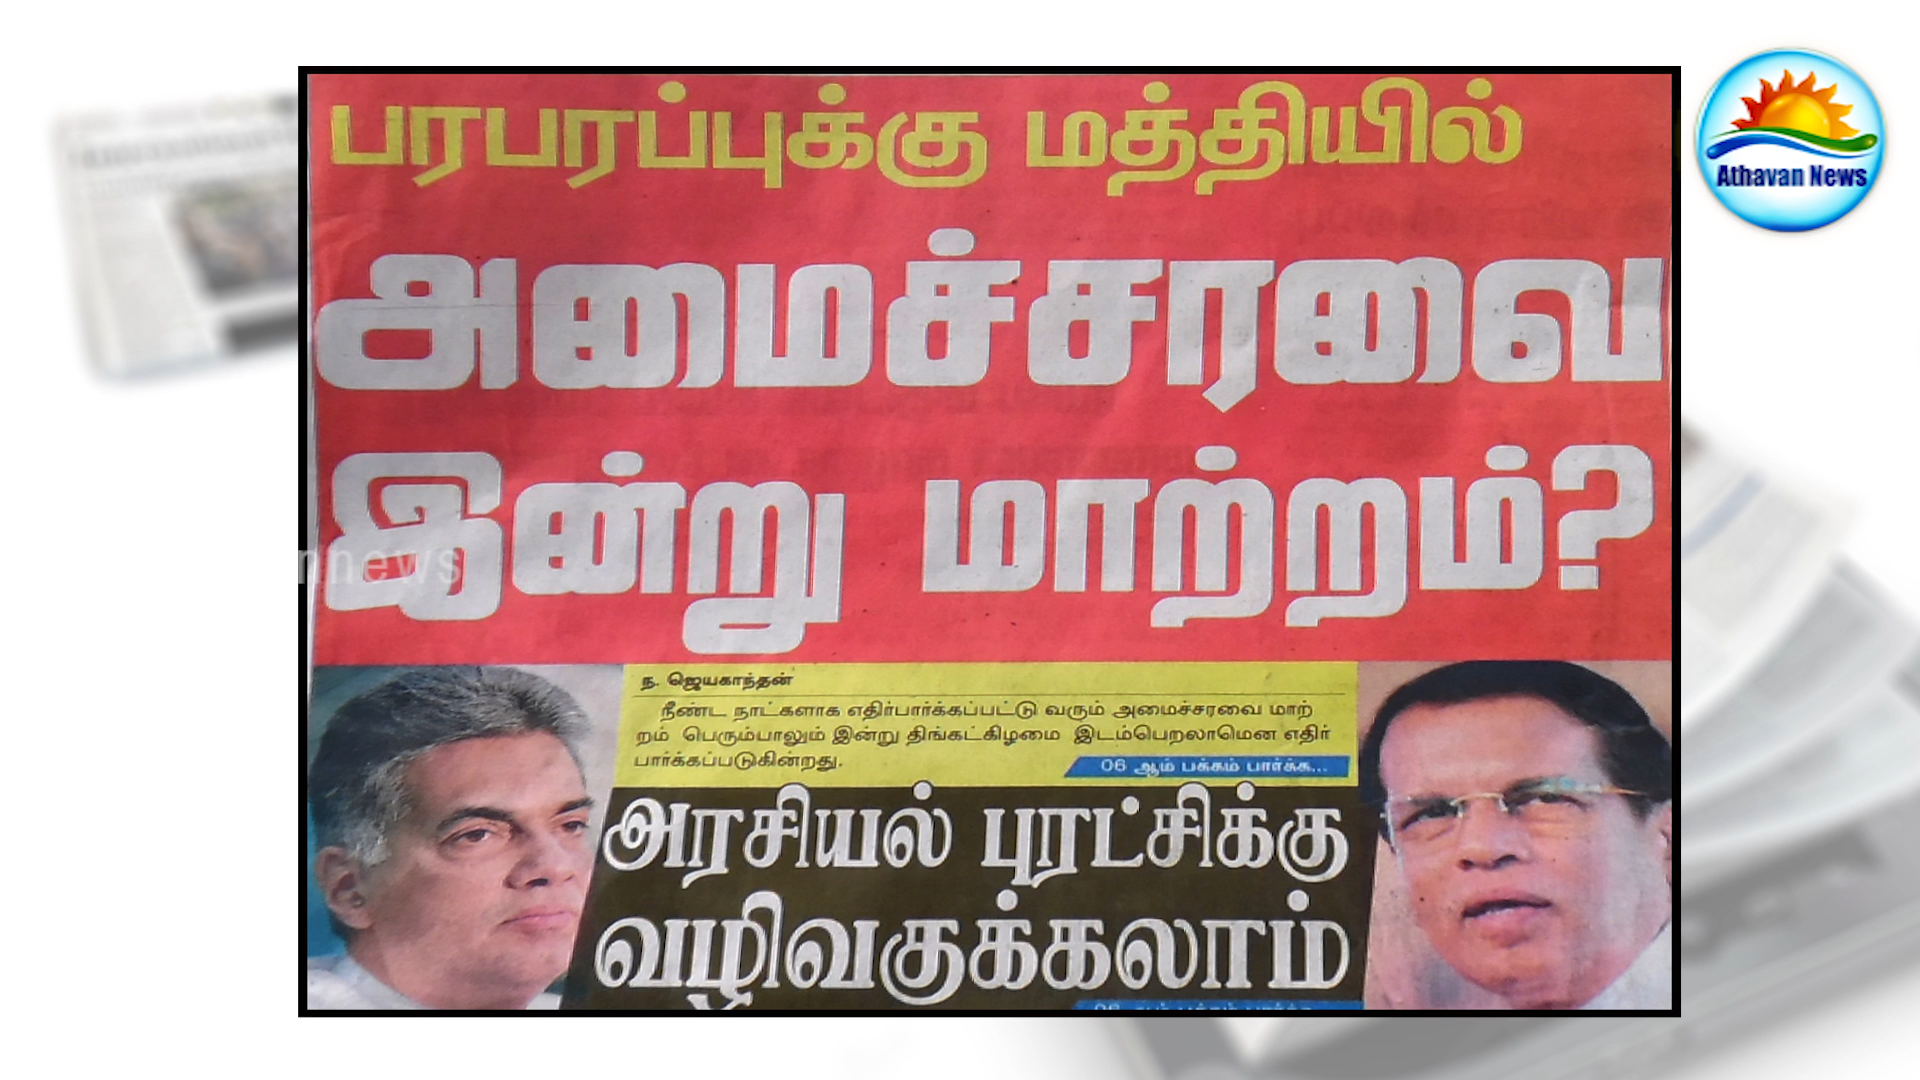 பரபரப்புக்கு மத்தியில்
அமைச்சரவை
இன்று மாற்றம்?
ந. ஜெயகாந்தன்
நீண்ட நாட்களாக எதிர்பார்க்கப்பட்டு வரும் அமைச்சரவை மாற்
றம் பெரும்பாலும் இன்று திங்கட்கிழமை இடம்பெறலாமென எதிர்
பார்க்கப்படுகின்றது.
06 ஆம் பக்கம் பார்க்க...
அரசியல் புரட்சிக்கு
வழிவகுக்கலாம்
Athavan News
nnews